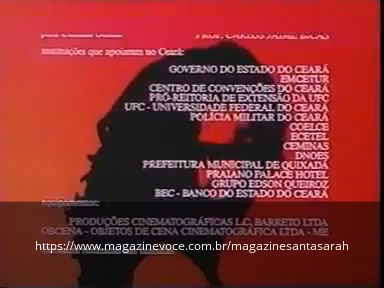 PROF. CARLOS JAIME BICAS
instituições que apoiaram no Ceará:
GOVERNO DO ESTADO DO CEARÁ
EMCETUR
CENTRO DE CONVENÇÕES DO CEARÁ
PRÓ-REITORIA DE EXTENSÃO DA UFC
UFC - UNIVERSIDADE FEDERAL DO CEARÁ
POLÍCIA MILITAR DO CEARÁ
COELCE
ECETEL
CEMINAS
DNOES
PREFEITURA MUNICIPAL DE QUIXADÁ
PRAIANO PALACE HOTEL
GRUPO EDSON QUEIROZ
BEC - BANCO DO ESTADO DO CEARÁ
equipamentos:
PRODUÇÕES CINEMATOGRÁFICAS L.C. BARRETO LTDA
OBCENA - OBJETOS DE CENA CINEMATOGRÁFICA LTDA - ME
https://www.magazinevoce.com.br/magazinesantasarah